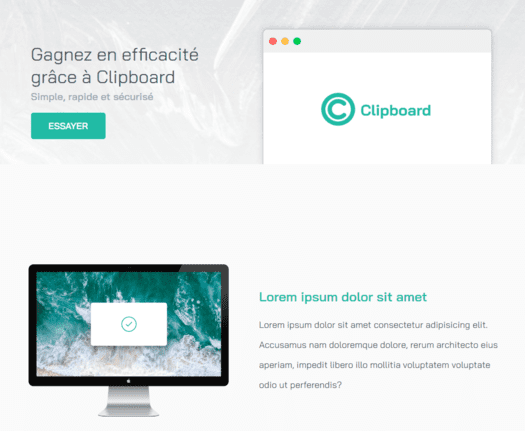 Gagnez en efficacité
grâce à Clipboard
Simple, rapide et sécurisé
ESSAYER
Clipboard
Lorem ipsum dolor sit amet
Lorem ipsum dolor sit amet consectetur adipisicing elit.
Accusamus nam doloremque dolore, rerum architecto eius
aperiam, impedit libero illo mollitia voluptatem voluptate
odio ut perferendis?